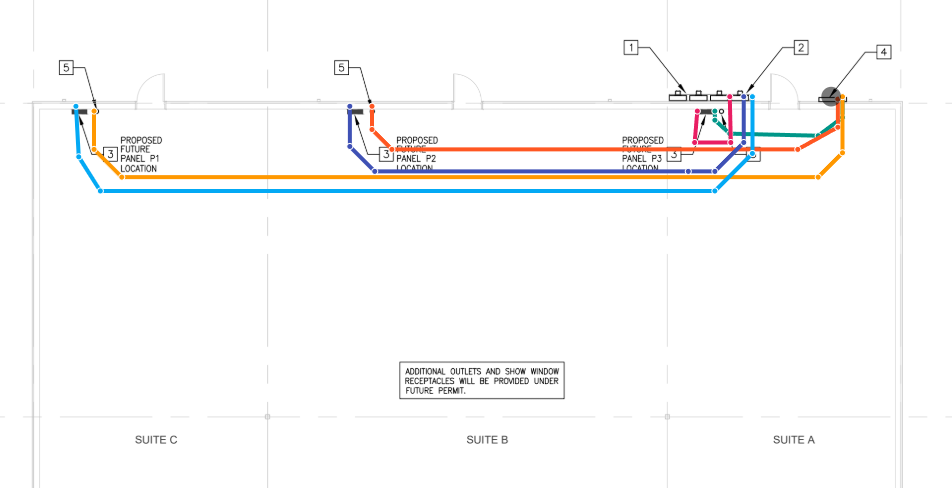 1
2
4
5
5
PROPOSED
FUTURE
PANEL P1
LOCATION
3
PROPOSED
FUTURE
PANEL P2
LOCATION
3
PROPOSED
FUTURE
PANEL P3
LOCATION
3
ADDITIONAL OUTLETS AND SHOW WINDOW
RECEPTACLES WILL BE PROVIDED UNDER
FUTURE PERMIT.
SUITE C
SUITE B
SUITE A